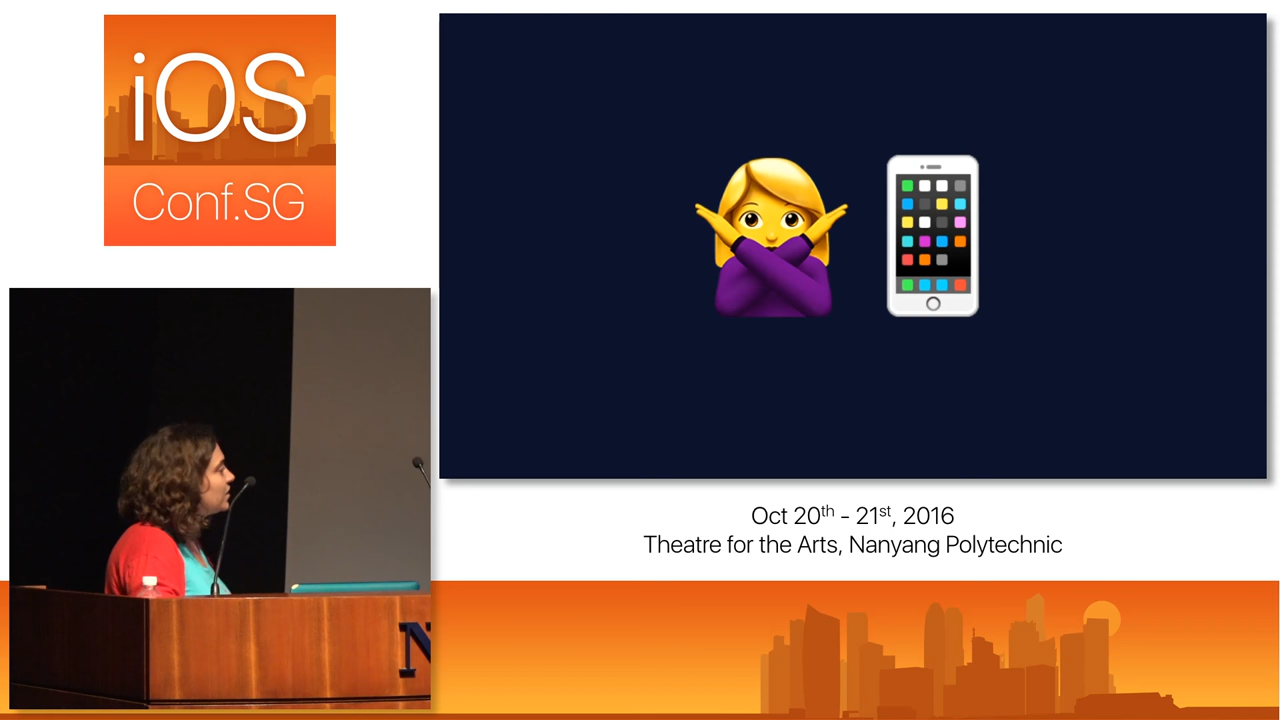 iOS
Conf.SG
Oct 20th - 21st, 2016
Theatre for the Arts, Nanyang Polytechnic
N